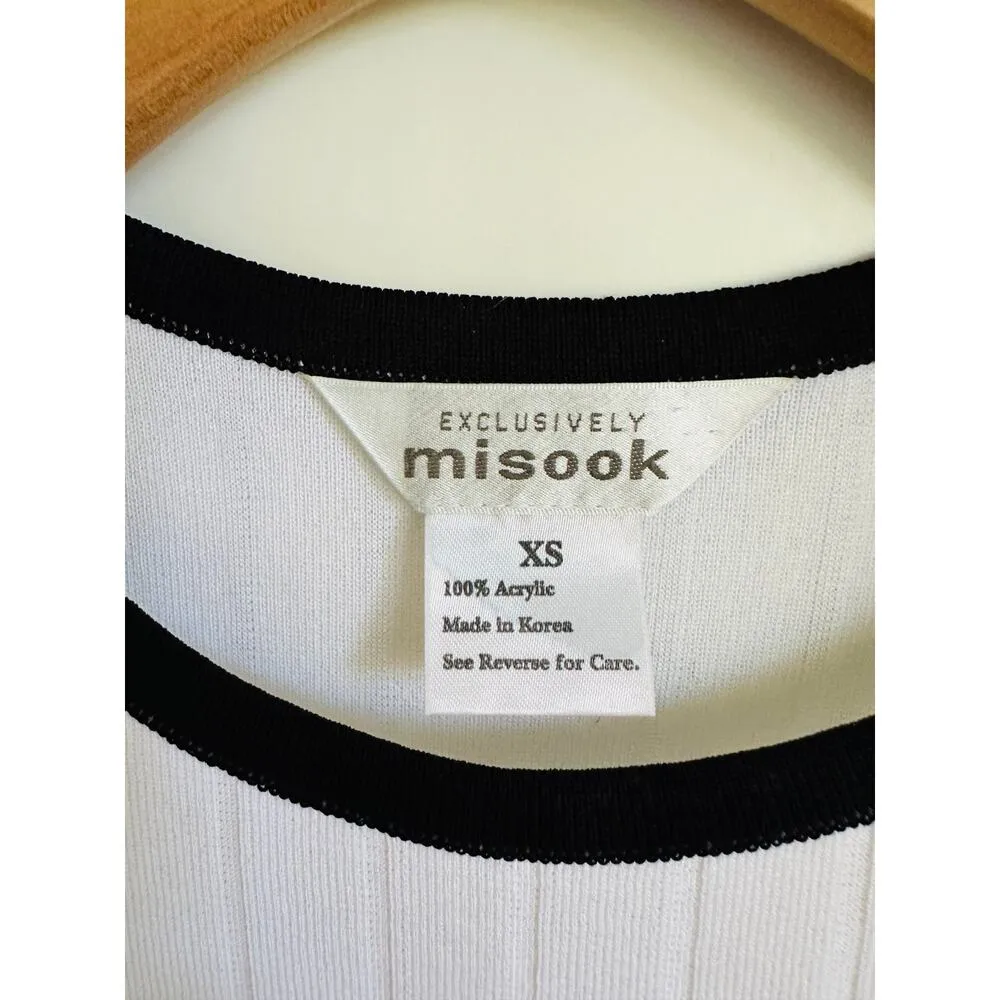 EXCLUSIVELY
misook
XS
100% Acrylic
Made in Korea
See Reverse for Care.